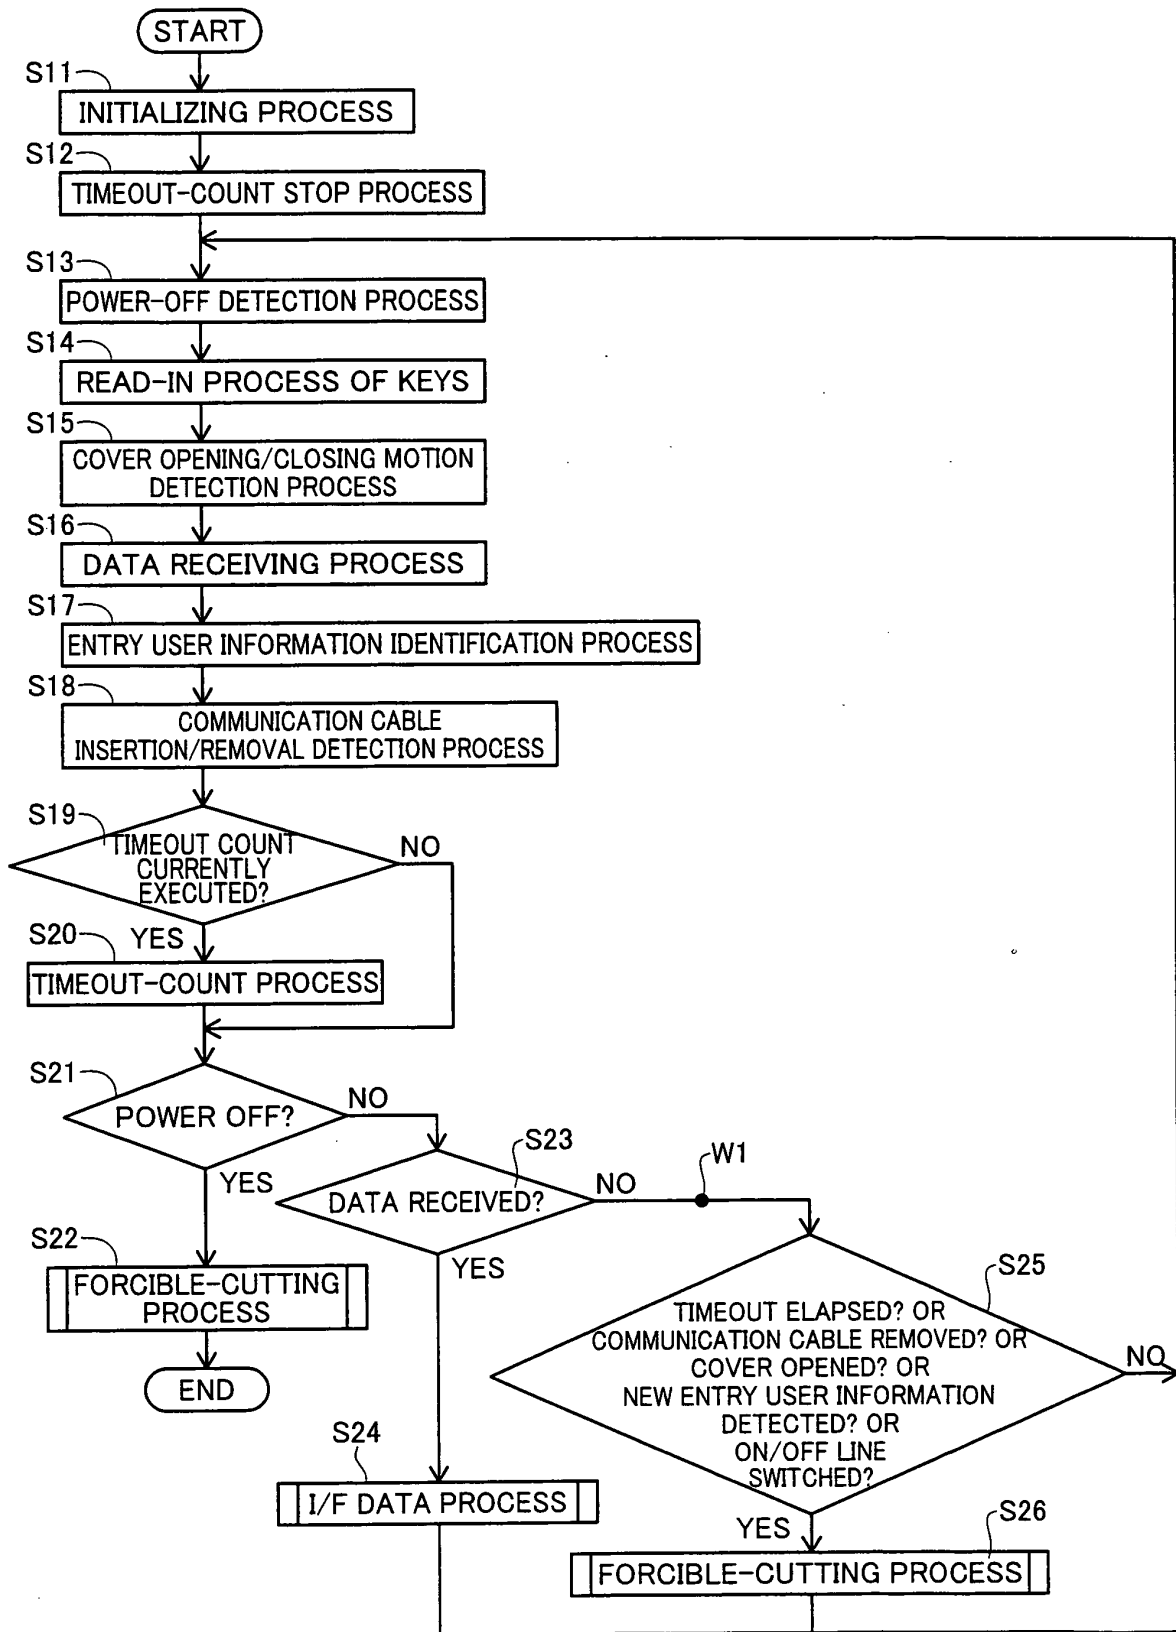 START
S11
INITIALIZING PROCESS
S12
TIMEOUT-COUNT STOP PROCESS
S13
POWER-OFF DETECTION PROCESS
S14
READ-IN PROCESS OF KEYS
S15
COVER OPENING/CLOSING MOTION
DETECTION PROCESS
S16
DATA RECEIVING PROCESS
S17
ENTRY USER INFORMATION IDENTIFICATION PROCESS
S18
COMMUNICATION CABLE
INSERTION/REMOVAL DETECTION PROCESS
S19
TIMEOUT COUNT
CURRENTLY
EXECUTED?
NO
YES
S20
TIMEOUT-COUNT PROCESS
S21
POWER OFF?
NO
YES
S22
FORCIBLE-CUTTING
PROCESS
END
S23
DATA RECEIVED?
NO
YES
W1
S24
I/F DATA PROCESS
S25
TIMEOUT ELAPSED? OR
COMMUNICATION CABLE REMOVED? OR
COVER OPENED? OR
NEW ENTRY USER INFORMATION
DETECTED? OR
ON/OFF LINE
SWITCHED?
NO
YES
S26
FORCIBLE-CUTTING PROCESS